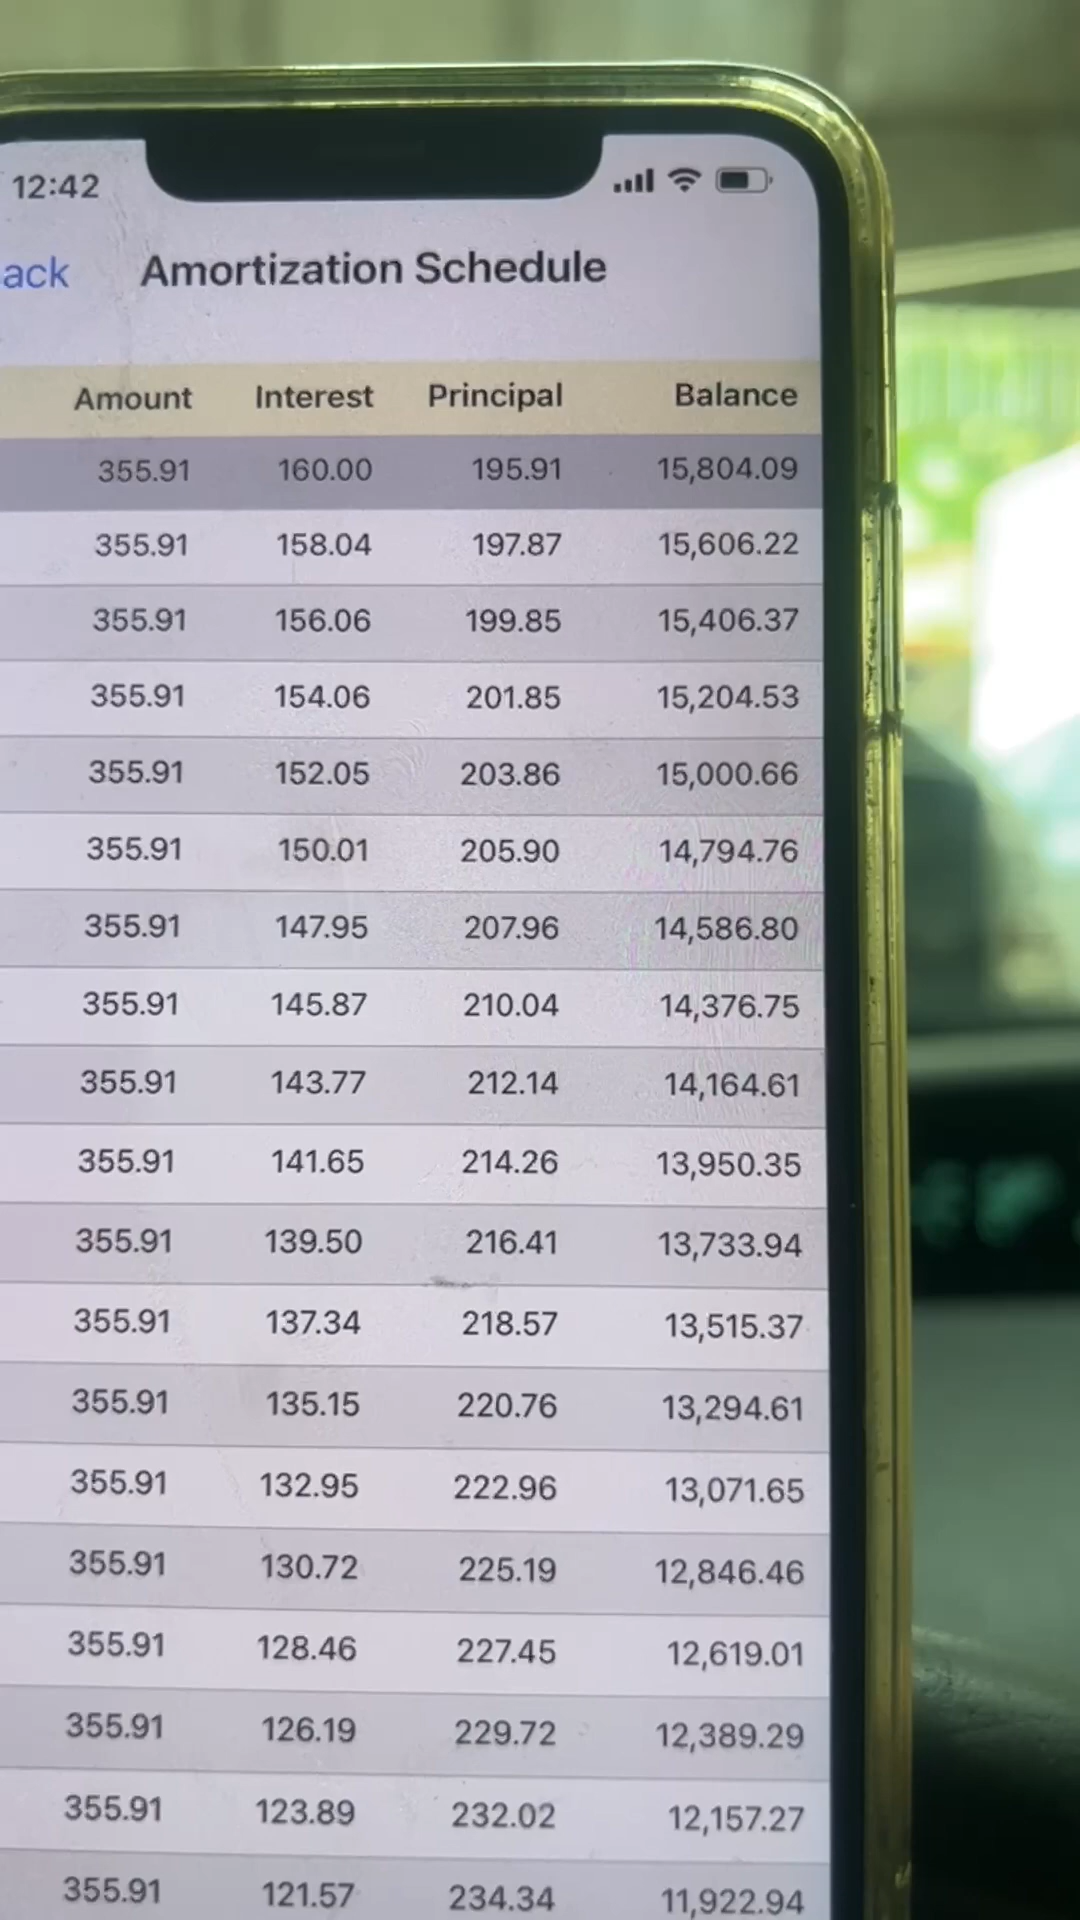 12:42
ack Amortization Schedule
Amount Interest Principal Balance
355.91 160.00 195.91 15,804.09
355.91 158.04 197.87 15,606.22
355.91 156.06 199.85 15,406.37
355.91 154.06 201.85 15,204.53
355.91 152.05 203.86 15,000.66
355.91 150.01 205.90 14,794.76
355.91 147.95 207.96 14,586.80
355.91 145.87 210.04 14,376.75
355.91 143.77 212.14 14,164.61
355.91 141.65 214.26 13,950.35
355.91 139.50 216.41 13,733.94
355.91 137.34 218.57 13,515.37
355.91 135.15 220.76 13,294.61
355.91 132.95 222.96 13,071.65
355.91 130.72 225.19 12,846.46
355.91 128.46 227.45 12,619.01
355.91 126.19 229.72 12,389.29
355.91 123.89 232.02 12,157.27
355.91 121.57 234.34 11,922.94